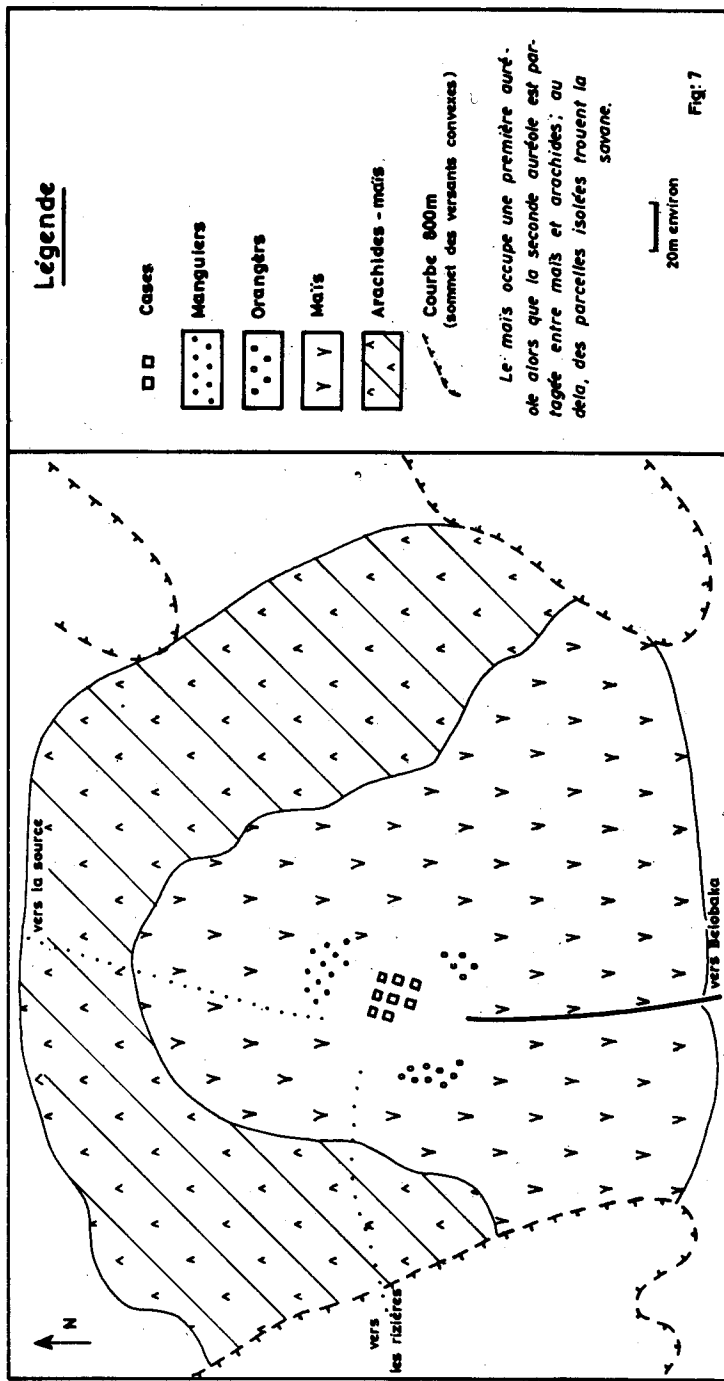 Légende
Cases
Manguiers
Orangèrs
Maïs
Arachides - maïs
Courbe 800m
(sommet des versants convexes)
Le maïs occupe une première auré-
ole alors que la seconde auréole est par-
tagée entre maïs et arachides; au
dela, des parcelles isolées trouent la
savane.
20m environ
Fig: 7
N
vers la source
vers
les rizières
vers Belobaka